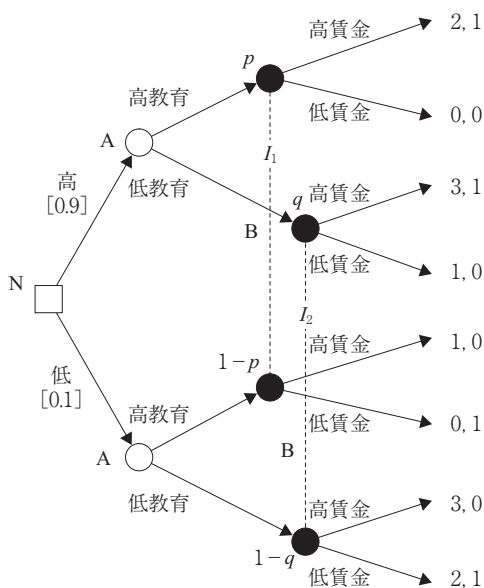 高賃金
2, 1
p
高教育
低賃金
0, 0
A
I₁
高
[0.9]
低教育
高賃金
3, 1
q
B
低賃金
1, 0
N
I₂
低
[0.1]
1－p
高賃金
1, 0
高教育
低賃金
0, 1
A
B
低教育
高賃金
3, 0
1－q
低賃金
2, 1